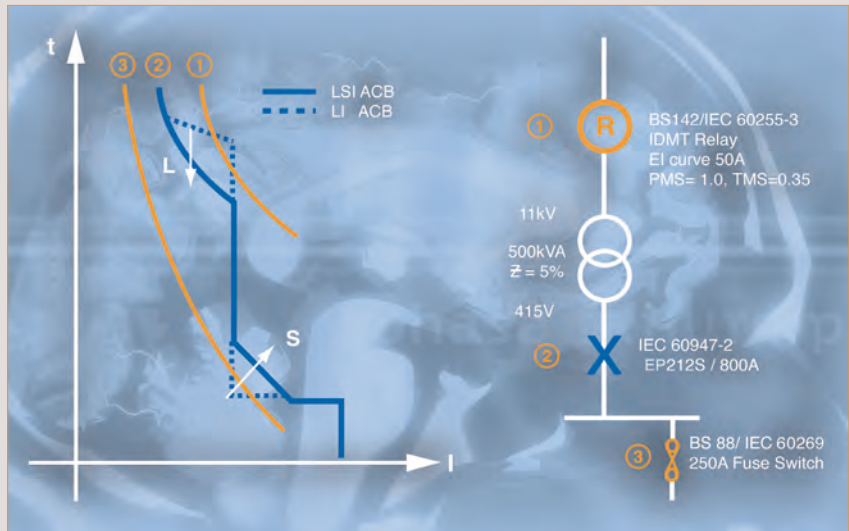 t
③ ② ①
LSI ACB
LI ACB
L
S
I
① R
BS142/IEC 60255-3
IDMT Relay
EI curve 50A
PMS= 1.0, TMS=0.35
11kV
500kVA
Z = 5%
415V
②
IEC 60947-2
EP212S / 800A
③
BS 88/ IEC 60269
250A Fuse Switch